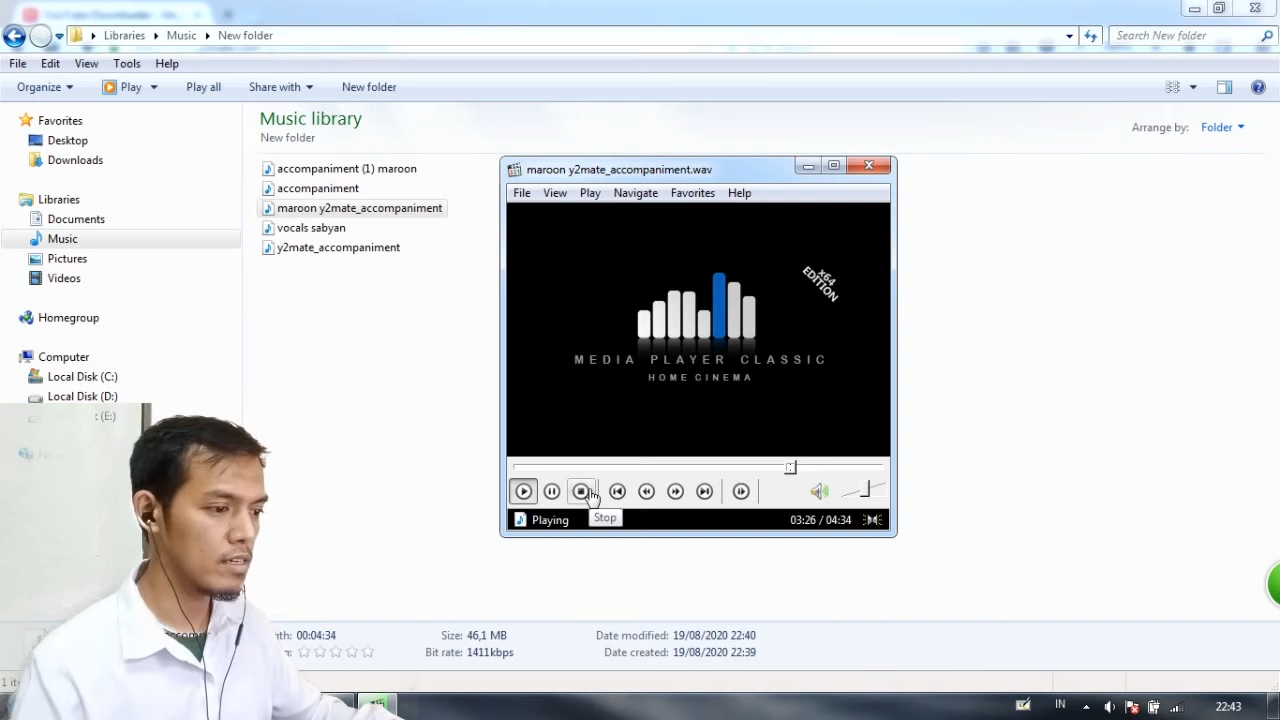 Libraries Music New folder
Search New folder
File Edit View Tools Help
Organize Play Play all Share with New folder
Favorites
Desktop
Downloads
Libraries
Documents
Music
Pictures
Videos
Homegroup
Computer
Local Disk (C:)
Local Disk (D:)
(E:)
Music library
New folder
Arrange by: Folder
accompaniment (1) maroon
accompaniment
maroon y2mate_accompaniment
vocals sabyan
y2mate_accompaniment
maroon y2mate_accompaniment.wav
File View Play Navigate Favorites Help
x64
EDITION
MEDIA PLAYER CLASSIC
HOME CINEMA
Stop
Playing 03:26 / 04:34
00:04:34 Size: 46,1 MB Date modified: 19/08/2020 22:40
Bit rate: 1411kbps Date created: 19/08/2020 22:39
IN 22:43